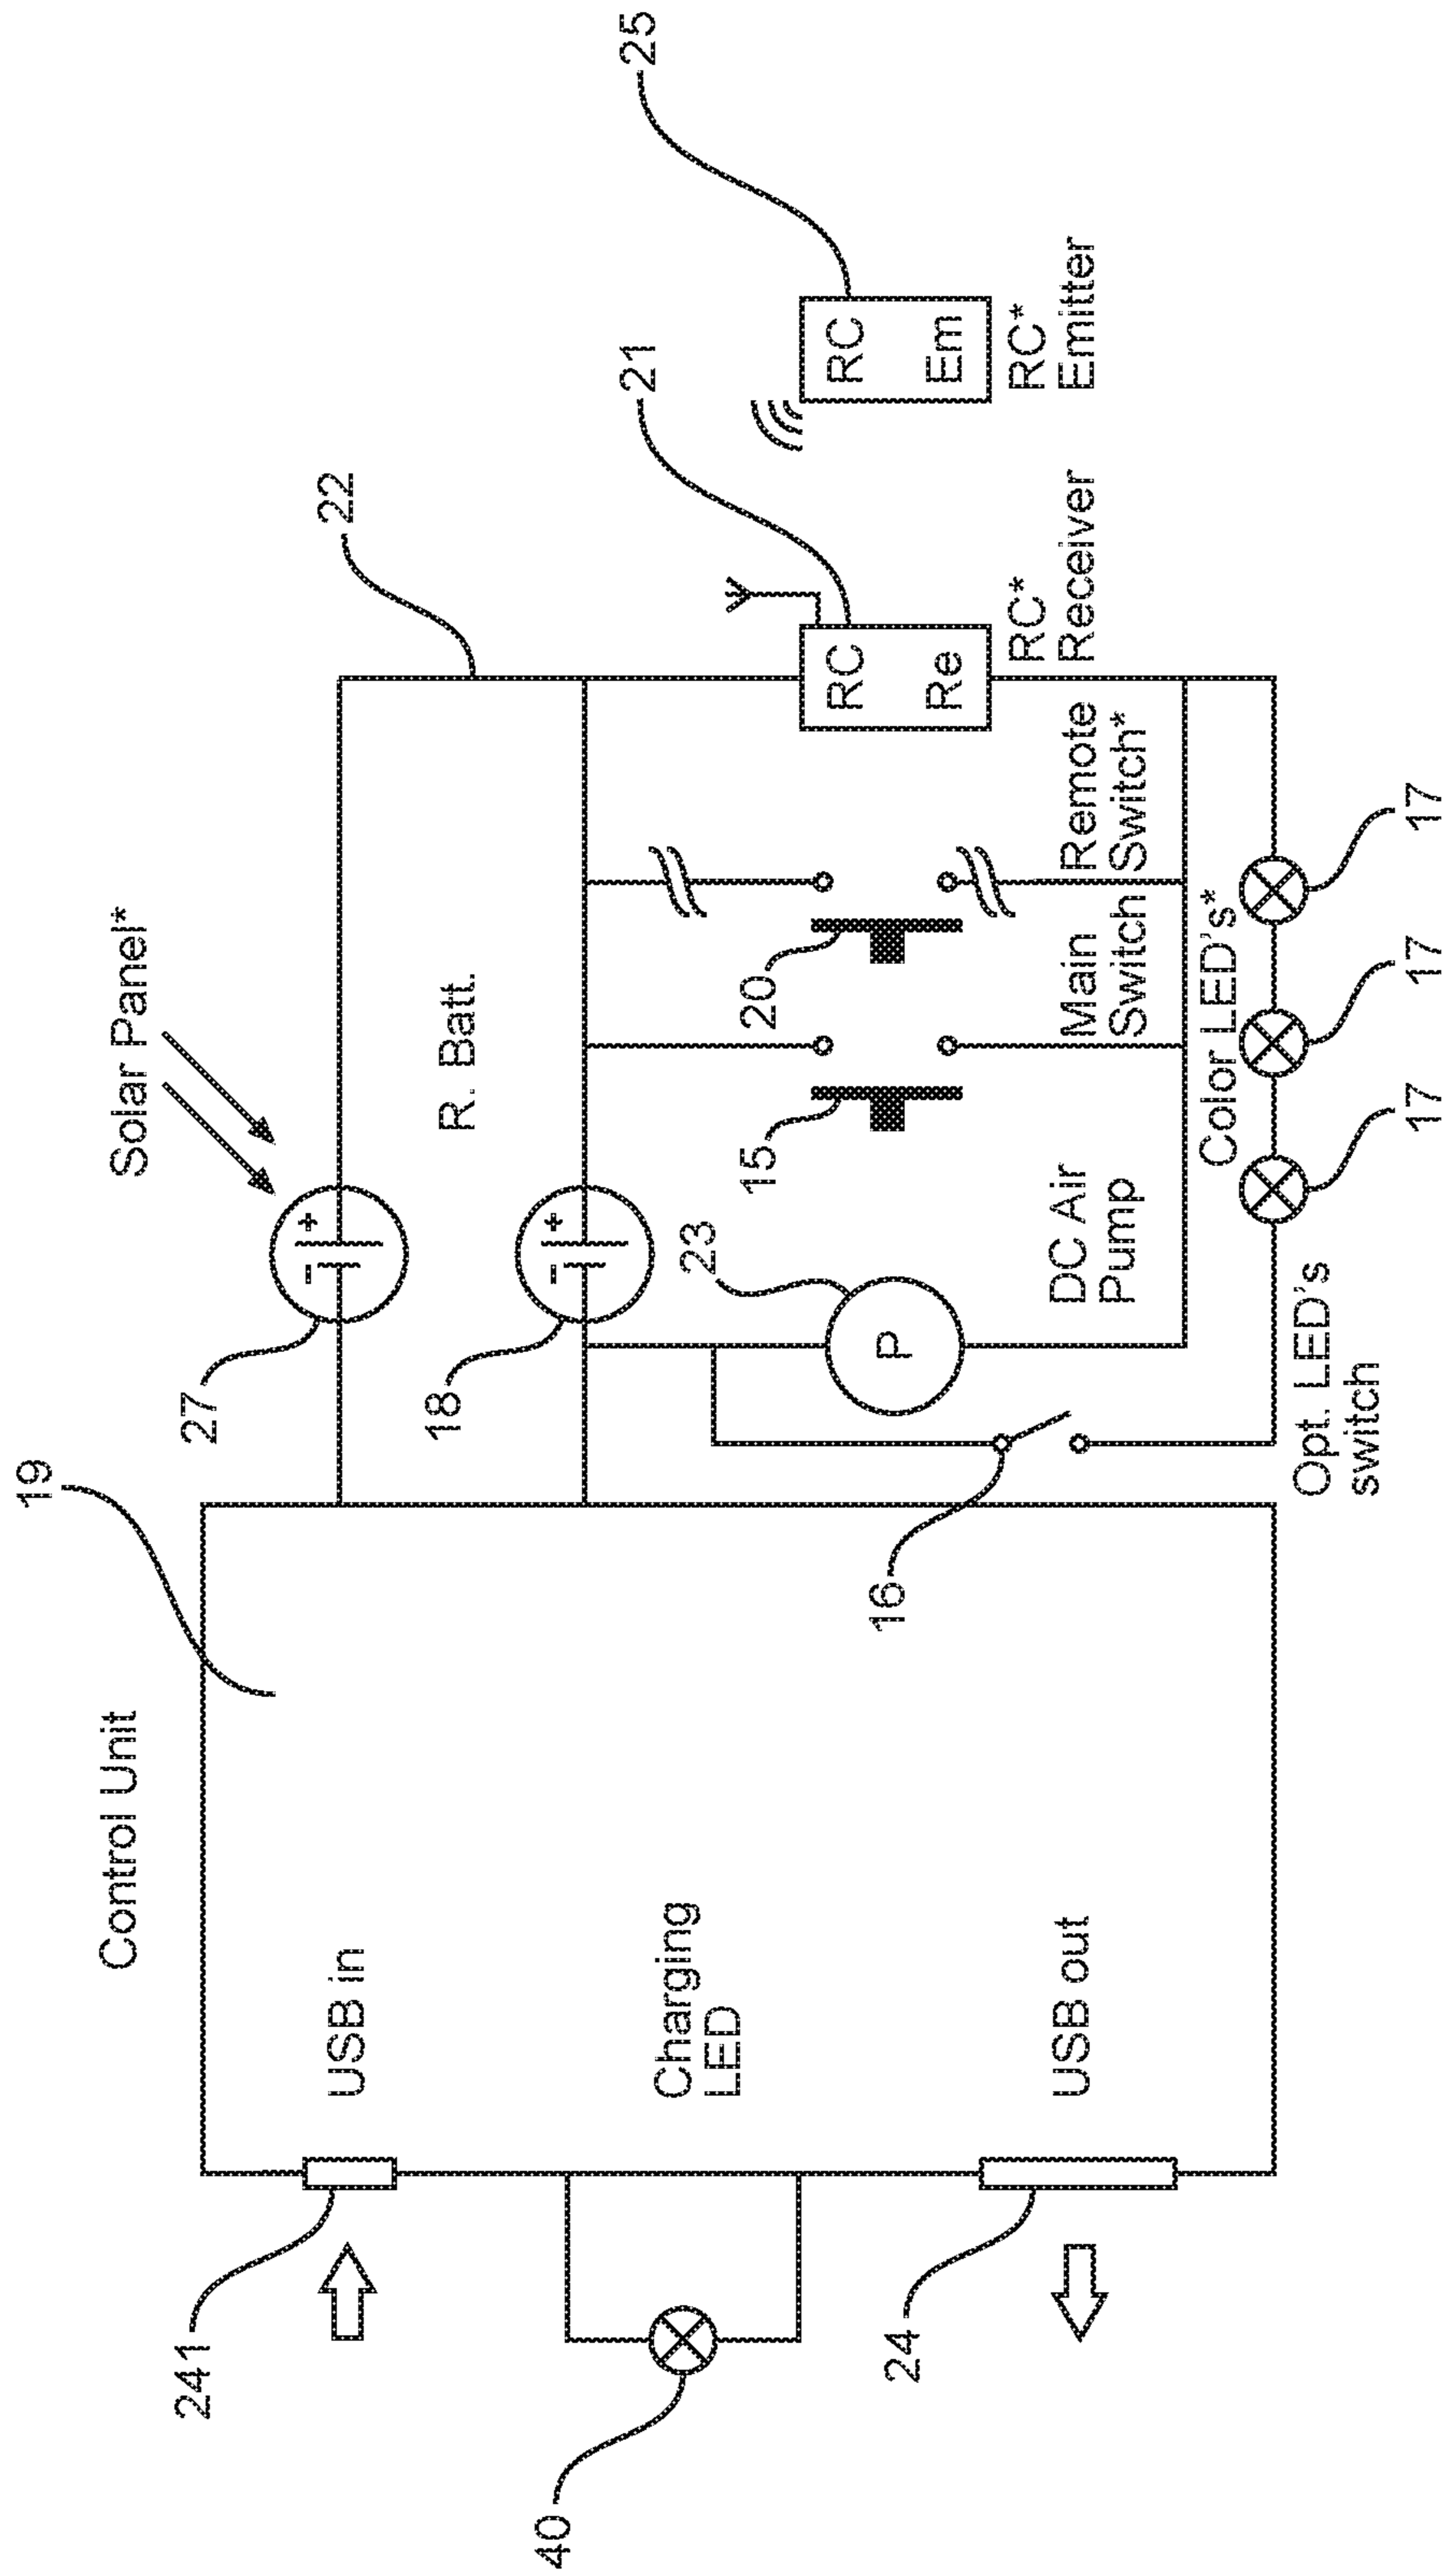 Control Unit
19
Solar Panel*
241
USB in
27
− +
22
R. Batt.
18
− +
40
Charging
LED
23
P
DC Air
Pump
15
20
Main
Switch
Remote
Switch*
21
RC
Re
RC*
Receiver
25
RC
Em
RC*
Emitter
24
USB out
16
Opt. LED's
switch
Color LED's*
17
17
17